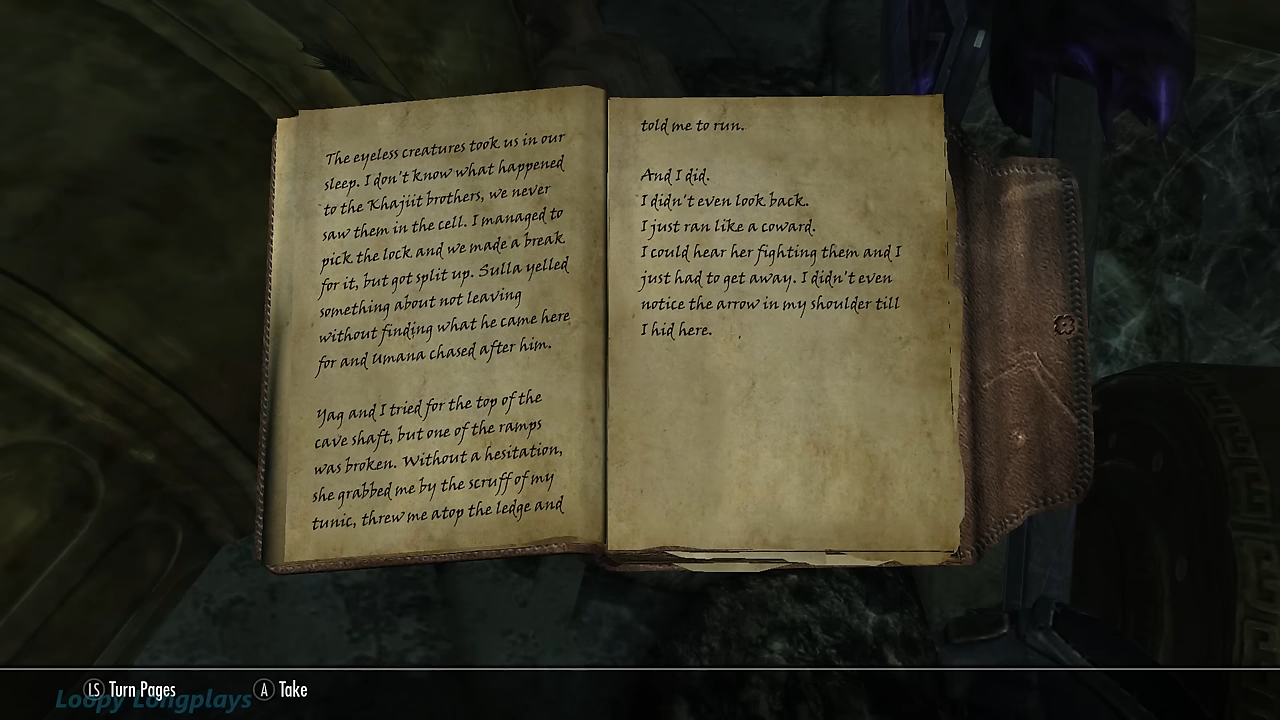 The eyeless creatures took us in our
sleep. I don't know what happened
to the Khajiit brothers, we never
saw them in the cell. I managed to
pick the lock and we made a break
for it, but got split up. Sulla yelled
something about not leaving
without finding what he came here
for and Umana chased after him.
Yag and I tried for the top of the
cave shaft, but one of the ramps
was broken. Without a hesitation,
she grabbed me by the scruff of my
tunic, threw me atop the ledge and
told me to run.
And I did.
I didn't even look back.
I just ran like a coward.
I could hear her fighting them and I
just had to get away. I didn't even
notice the arrow in my shoulder till
I hid here.
LS Turn Pages A Take
Loopy Longplays